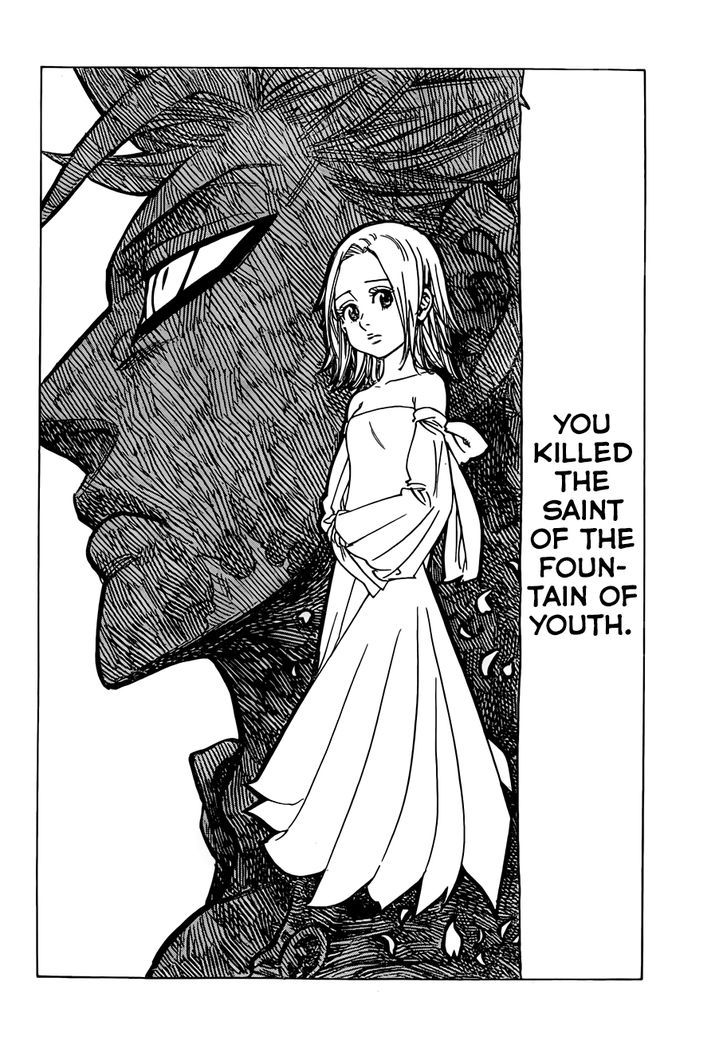 YOU
KILLED
THE
SAINT
OF THE
FOUN-
TAIN OF
YOUTH.